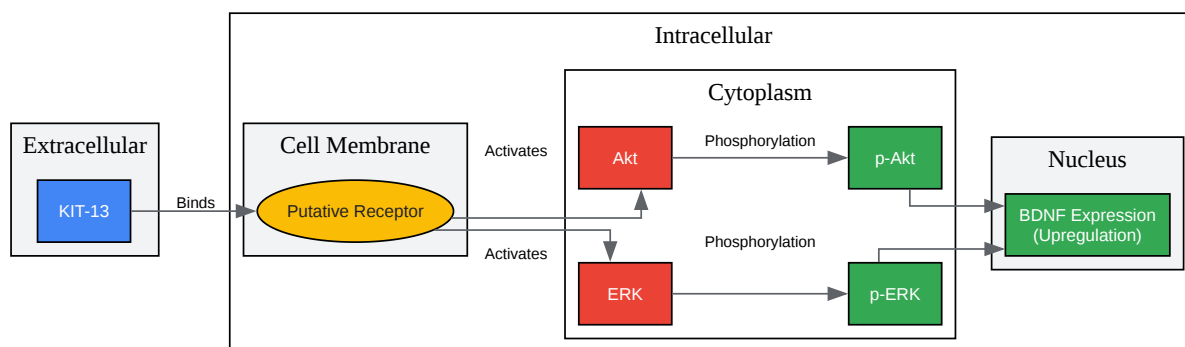 Intracellular
Cytoplasm
Extracellular
Cell Membrane
Activates
Akt
Phosphorylation
p-Akt
Nucleus
KIT-13
Binds
Putative Receptor
BDNF Expression
(Upregulation)
Activates
Phosphorylation
ERK
p-ERK